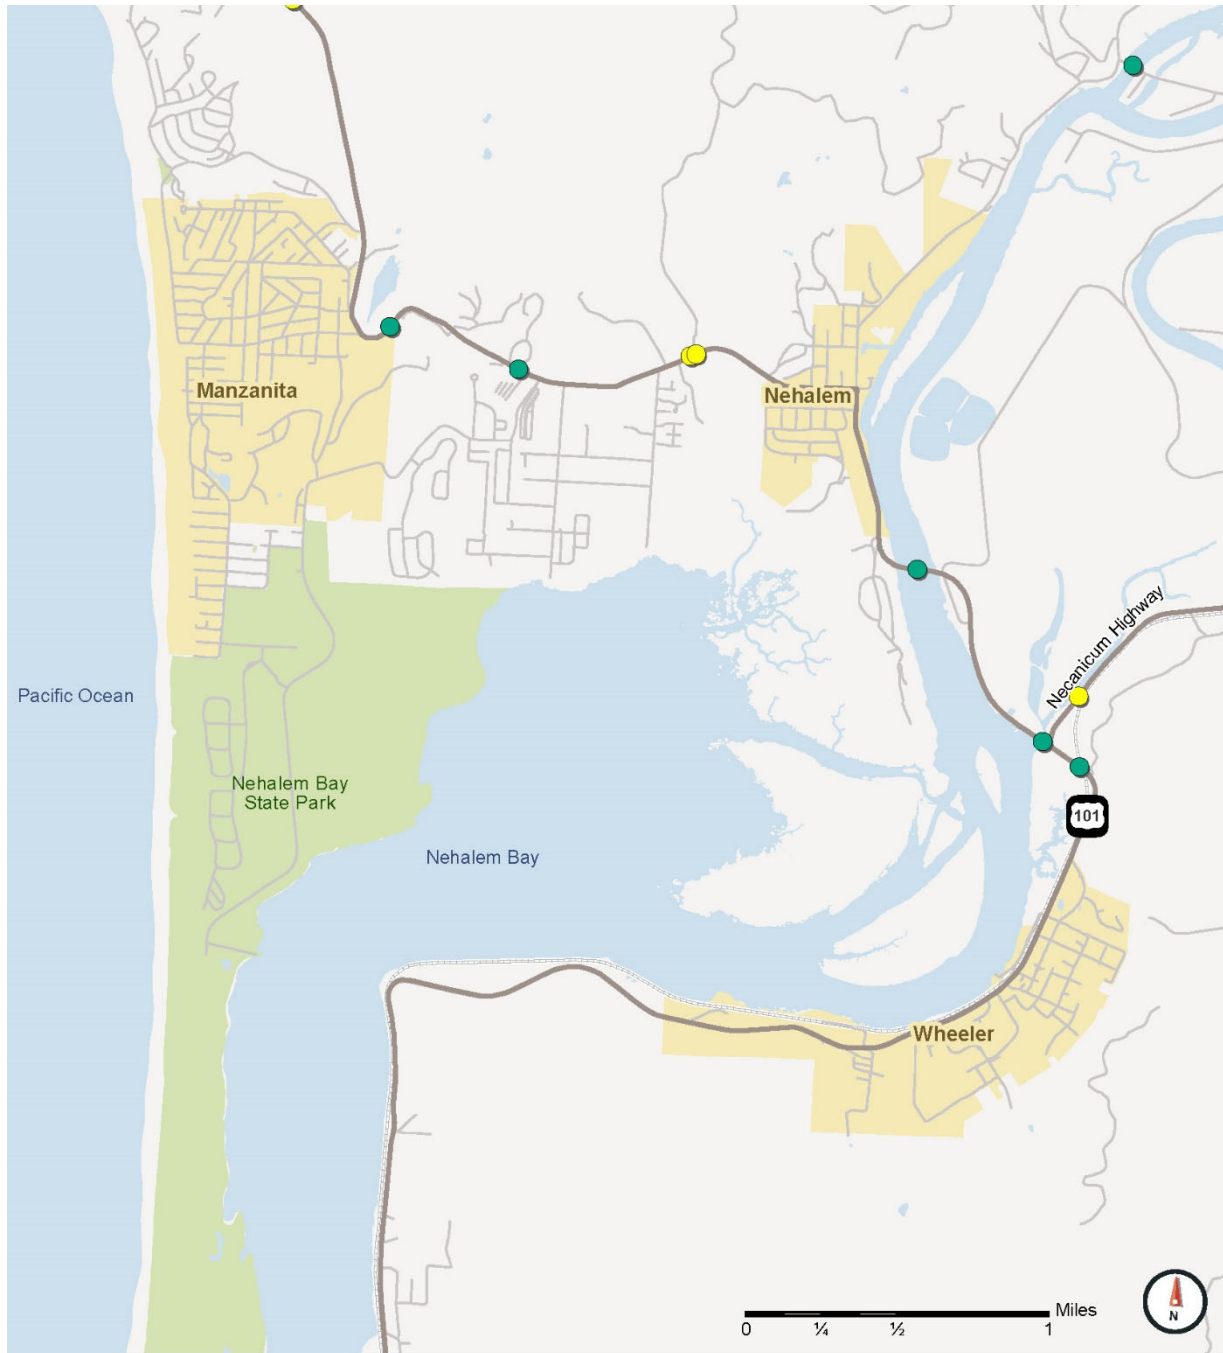 Manzanita
Nehalem
Necanicum Highway
Pacific Ocean
Nehalem Bay
State Park
101
Nehalem Bay
Wheeler
Miles
0 ¼ ½ 1
N